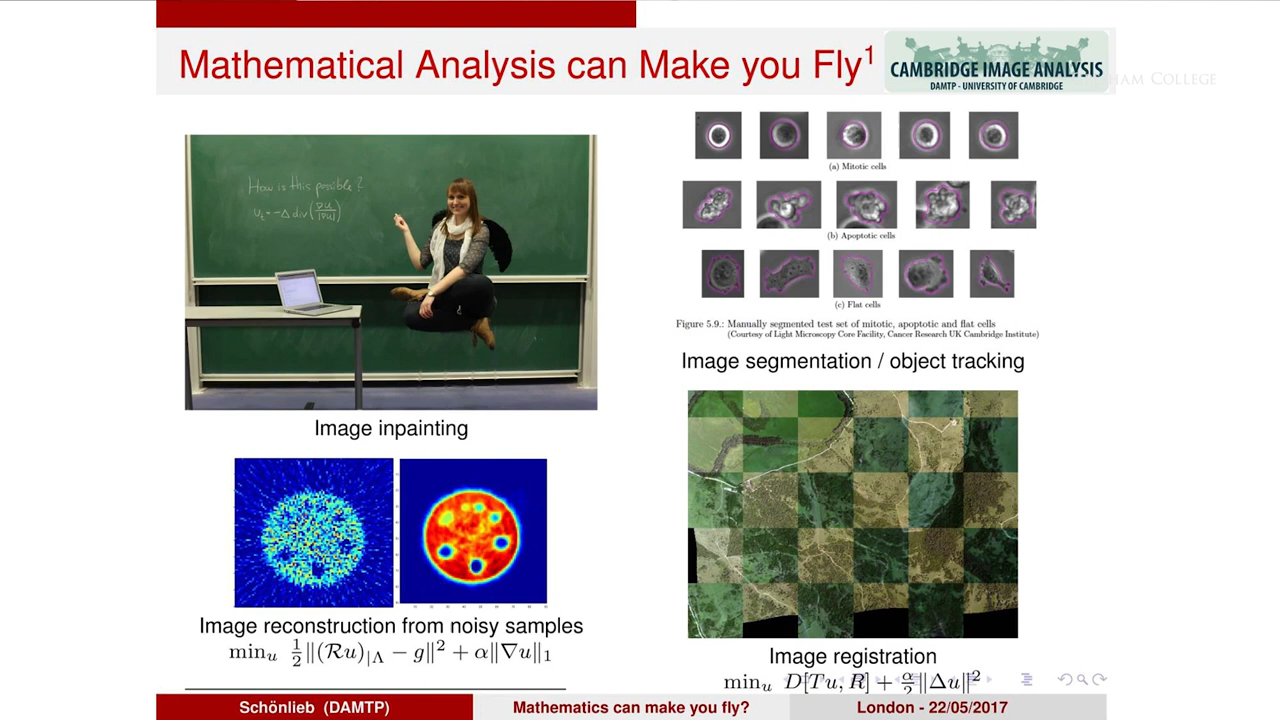 Mathematical Analysis can Make you Fly¹
CAMBRIDGE IMAGE ANALYSIS
DAMTP - UNIVERSITY OF CAMBRIDGE
HAM COLLEGE
How is this possible?
u_t = -Δ div(∇u/|∇u|)
Image inpainting
Image reconstruction from noisy samples
min_u ½‖(ℛu)_{|Λ} − g‖² + α‖∇u‖₁
(a) Mitotic cells
(b) Apoptotic cells
(c) Flat cells
Figure 5.9.: Manually segmented test set of mitotic, apoptotic and flat cells
(Courtesy of Light Microscopy Core Facility, Cancer Research UK Cambridge Institute)
Image segmentation / object tracking
Image registration
min_u D[Tu, R] + α/2‖Δu‖²
Schönlieb (DAMTP)
Mathematics can make you fly?
London - 22/05/2017